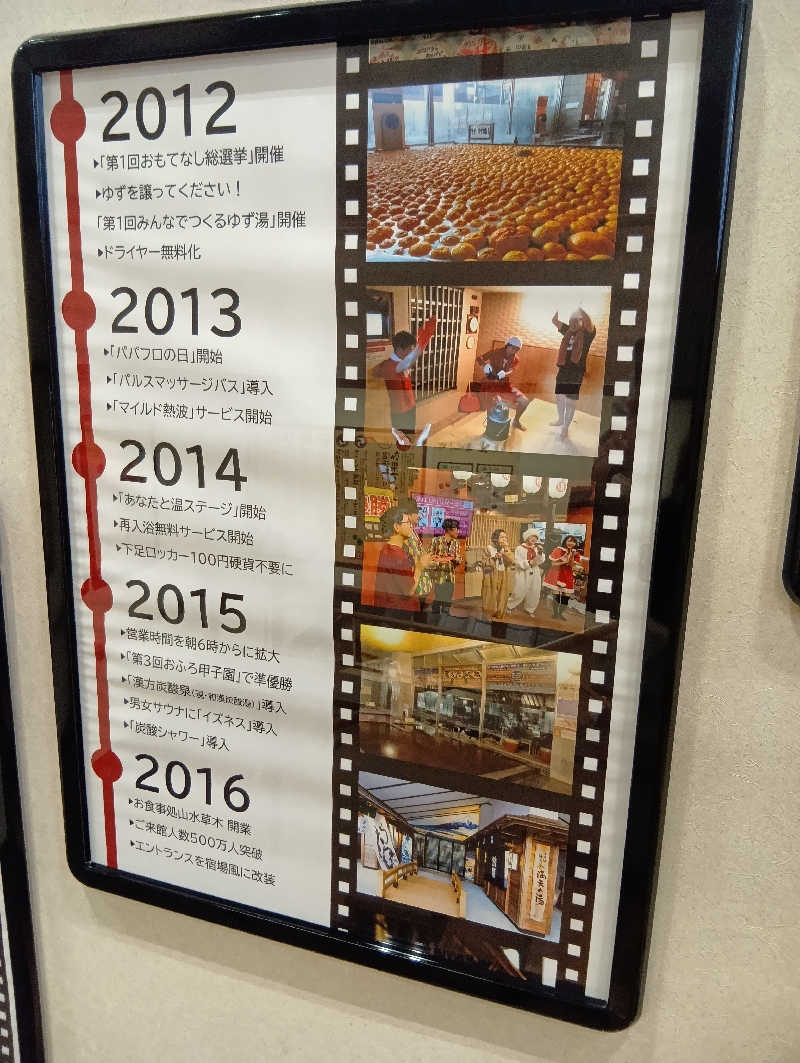 2012
▶「第1回おもてなし総選挙」開催
▶ゆずを譲ってください！
「第1回みんなでつくるゆず湯」開催
▶ドライヤー無料化
2013
▶「パパフロの日」開始
▶「パルスマッサージバス」導入
▶「マイルド熱波」サービス開始
2014
▶「あなたと温ステージ」開始
▶再入浴無料サービス開始
▶下足ロッカー100円硬貨不要に
2015
▶営業時間を朝6時からに拡大
▶「第3回おふろ甲子園」で準優勝
▶「漢方炭酸泉(現・和漢炭酸湯)」導入
▶男女サウナに「イズネス」導入
▶「炭酸シャワー」導入
2016
▶お食事処山水草木 開業
▶ご来館人数500万人突破
▶エントランスを宿場風に改装
満天の湯